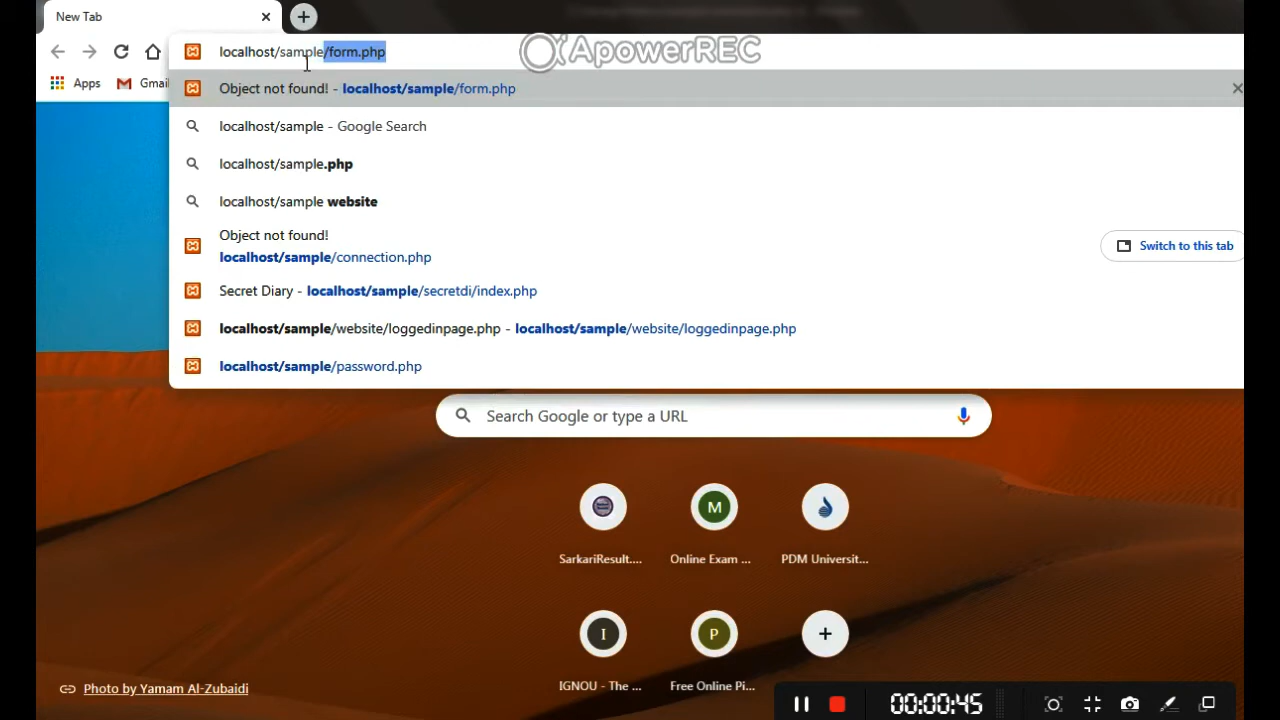 New Tab
localhost/sample/form.php
ApowerREC
Apps
Gmail
Object not found! - localhost/sample/form.php
localhost/sample - Google Search
localhost/sample.php
localhost/sample website
Object not found!
localhost/sample/connection.php
Switch to this tab
Secret Diary - localhost/sample/secretdi/index.php
localhost/sample/website/loggedinpage.php - localhost/sample/website/loggedinpage.php
localhost/sample/password.php
Search Google or type a URL
M
SarkariResult....
Online Exam ...
PDM Universit...
I
P
IGNOU - The ...
Free Online Pi...
Photo by Yamam Al-Zubaidi
00:00:45